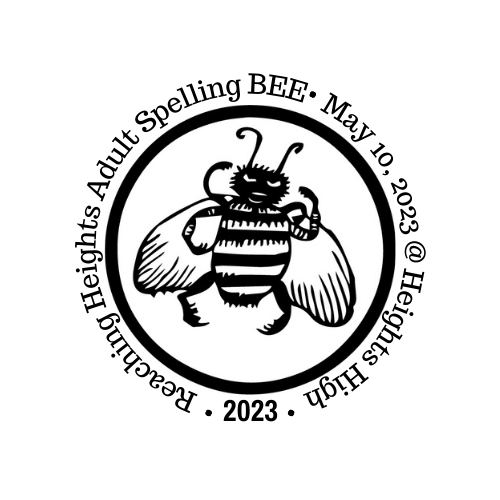 Reaching Heights Adult Spelling BEE• May 10, 2023 @ Heights High
• 2023 •